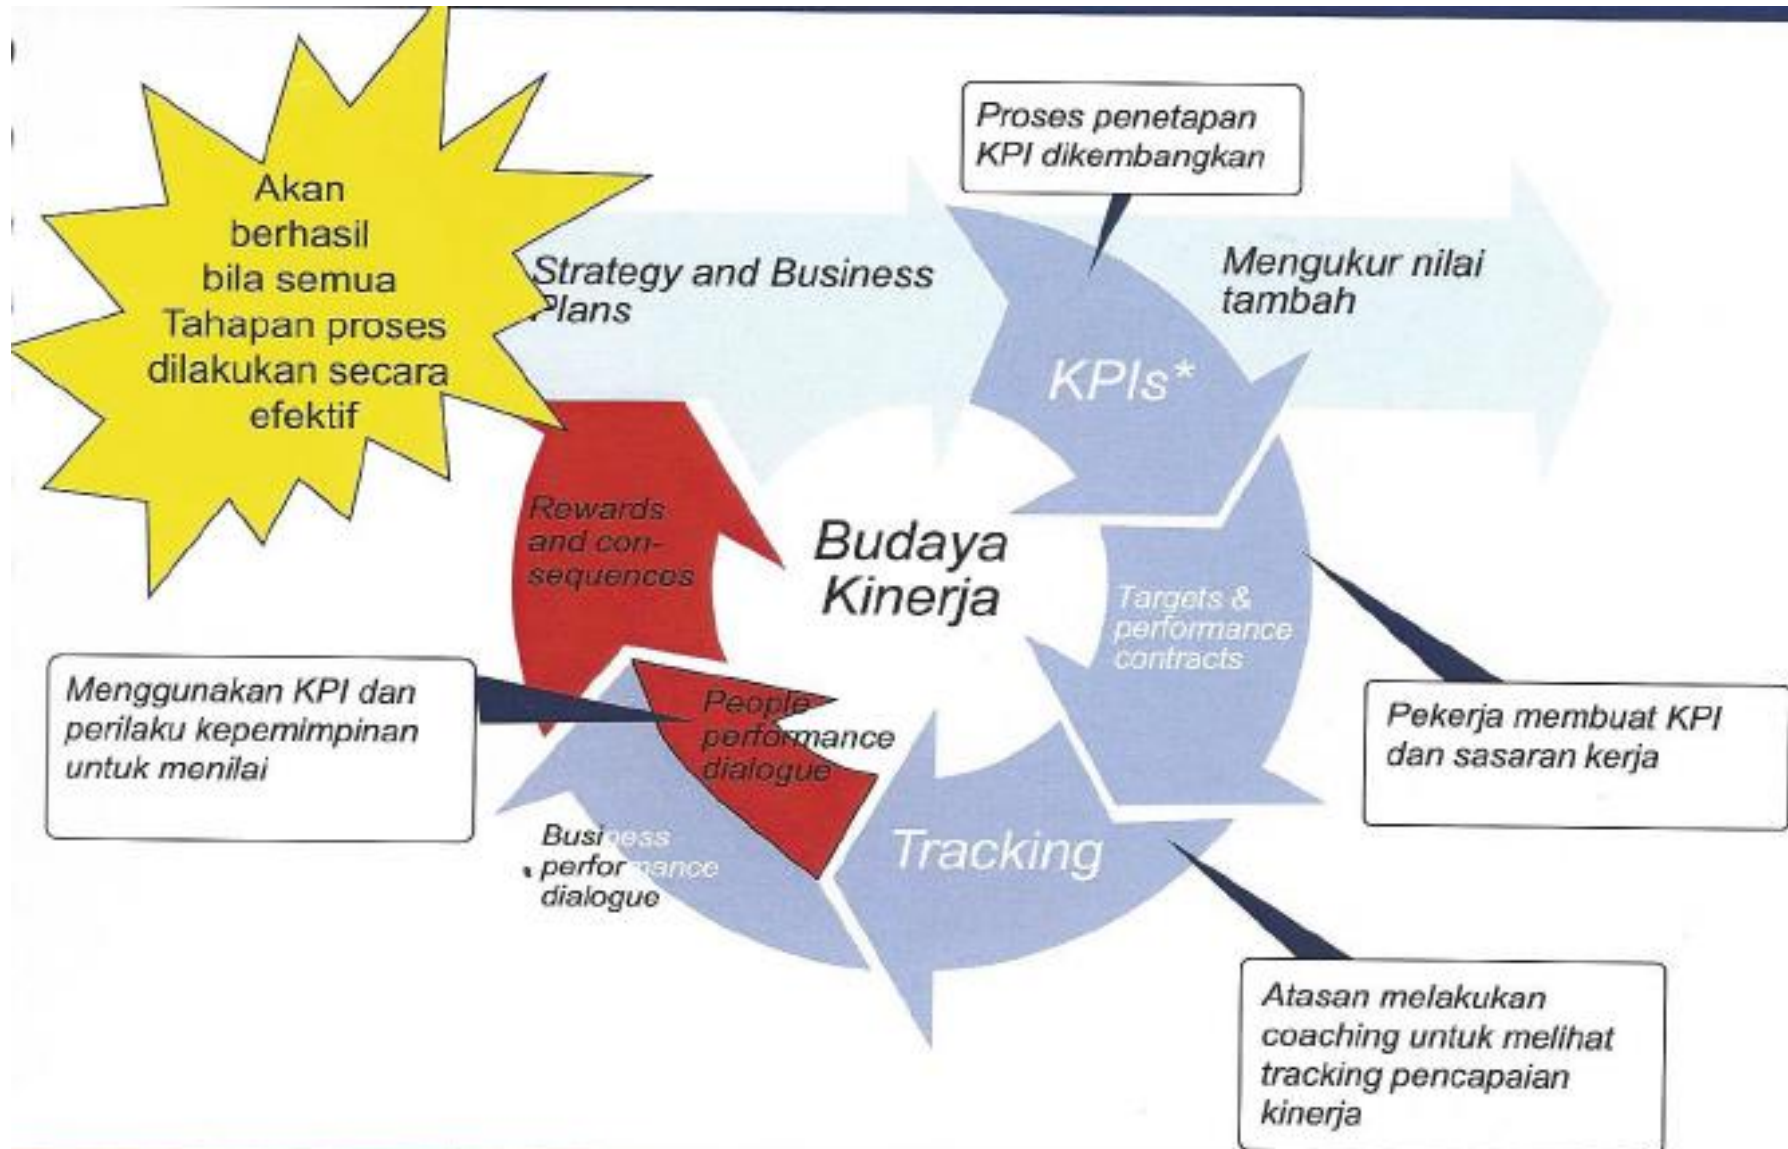 Akan
berhasil
bila semua
Tahapan proses
dilakukan secara
efektif
Strategy and Business
Plans
Proses penetapan
KPI dikembangkan
Mengukur nilai
tambah
KPIs*
Rewards
and con-
sequences
Budaya
Kinerja
Targets &
performance
contracts
Menggunakan KPI dan
perilaku kepemimpinan
untuk menilai
People
performance
dialogue
Pekerja membuat KPI
dan sasaran kerja
Business
performance
dialogue
Tracking
Atasan melakukan
coaching untuk melihat
tracking pencapaian
kinerja